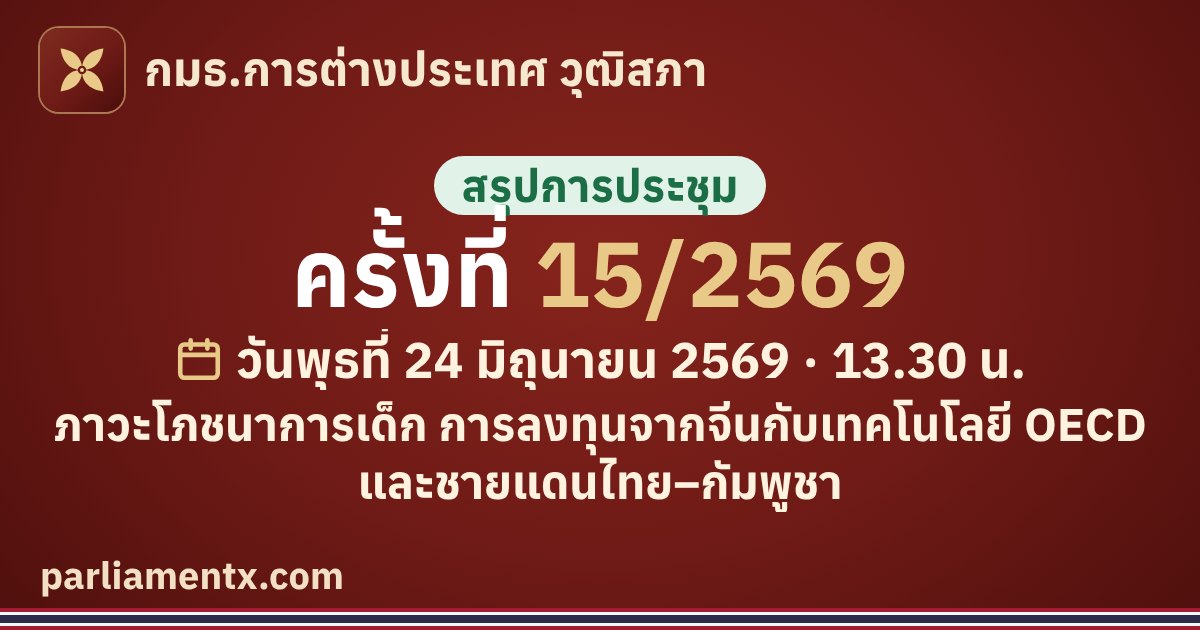 กมธ.การต่างประเทศ วุฒิสภา
สรุปการประชุม
ครั้งที่ 15/2569
วันพุธที่ 24 มิถุนายน 2569 · 13.30 น.
ภาวะโภชนาการเด็ก การลงทุนจากจีนกับเทคโนโลยี OECD
และชายแดนไทย–กัมพูชา
parliamentx.com